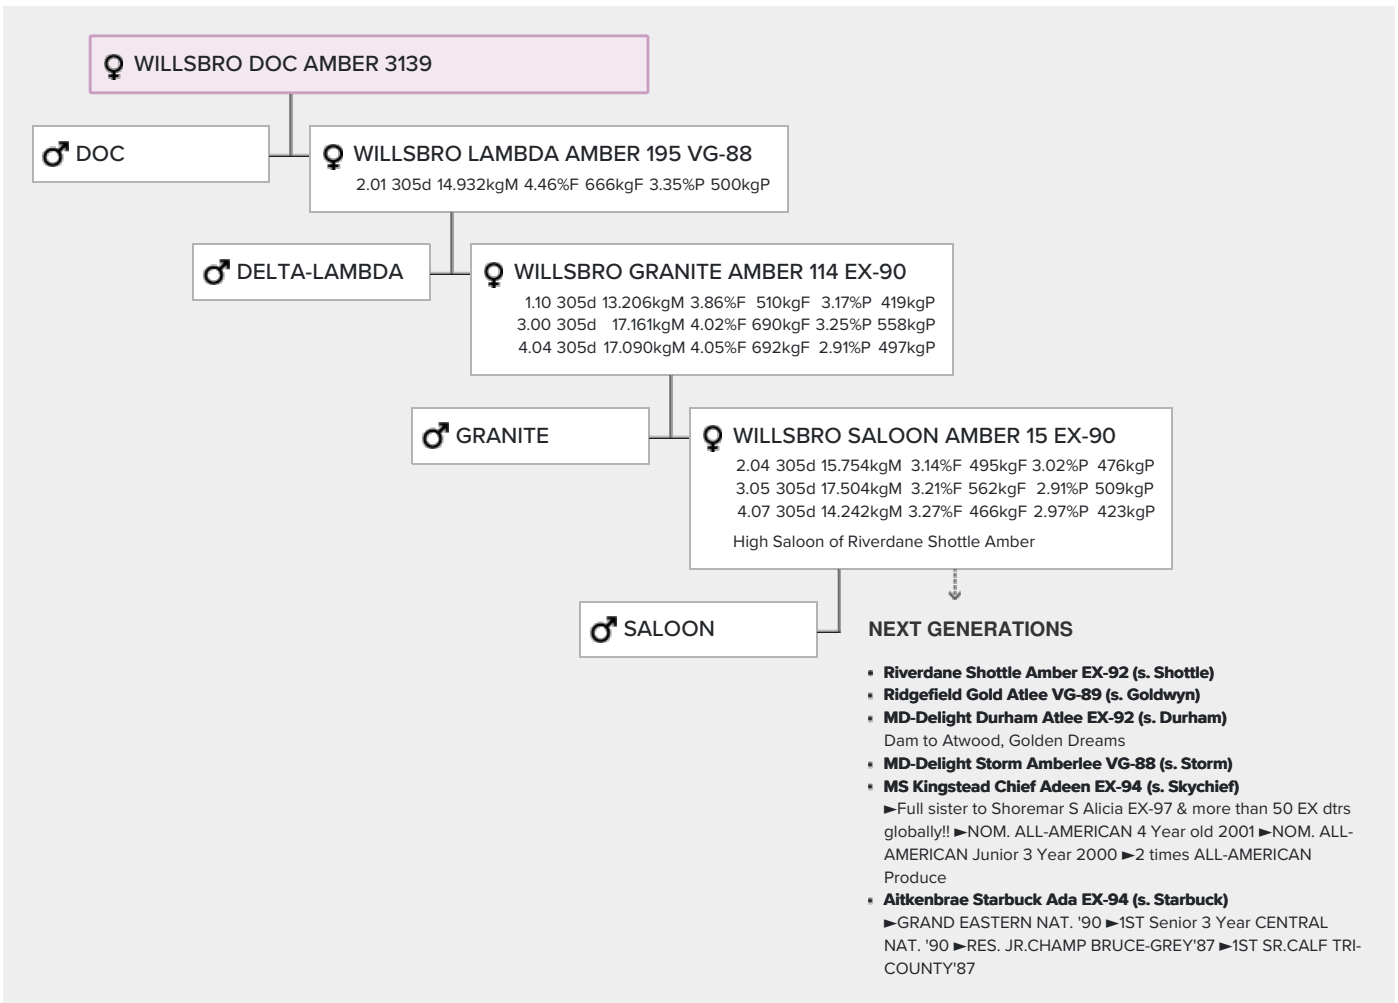 WILLSBRO DOC AMBER 3139
DOC
WILLSBRO LAMBDA AMBER 195 VG-88
2.01 305d 14.932kgM 4.46%F 666kgF 3.35%P 500kgP
DELTA-LAMBDA
WILLSBRO GRANITE AMBER 114 EX-90
1.10 305d 13.206kgM 3.86%F 510kgF 3.17%P 419kgP
3.00 305d 17.161kgM 4.02%F 690kgF 3.25%P 558kgP
4.04 305d 17.090kgM 4.05%F 692kgF 2.91%P 497kgP
GRANITE
WILLSBRO SALOON AMBER 15 EX-90
2.04 305d 15.754kgM 3.14%F 495kgF 3.02%P 476kgP
3.05 305d 17.504kgM 3.21%F 562kgF 2.91%P 509kgP
4.07 305d 14.242kgM 3.27%F 466kgF 2.97%P 423kgP
High Saloon of Riverdane Shottle Amber
SALOON
NEXT GENERATIONS
▪ Riverdane Shottle Amber EX-92 (s. Shottle)
▪ Ridgefield Gold Atlee VG-89 (s. Goldwyn)
▪ MD-Delight Durham Atlee EX-92 (s. Durham)
Dam to Atwood, Golden Dreams
▪ MD-Delight Storm Amberlee VG-88 (s. Storm)
▪ MS Kingstead Chief Adeen EX-94 (s. Skychief)
►Full sister to Shoremar S Alicia EX-97 & more than 50 EX dtrs
globally!! ►NOM. ALL-AMERICAN 4 Year old 2001 ►NOM. ALL-
AMERICAN Junior 3 Year 2000 ►2 times ALL-AMERICAN
Produce
▪ Aitkenbrae Starbuck Ada EX-94 (s. Starbuck)
►GRAND EASTERN NAT. '90 ►1ST Senior 3 Year CENTRAL
NAT. '90 ►RES. JR.CHAMP BRUCE-GREY'87 ►1ST SR.CALF TRI-
COUNTY'87